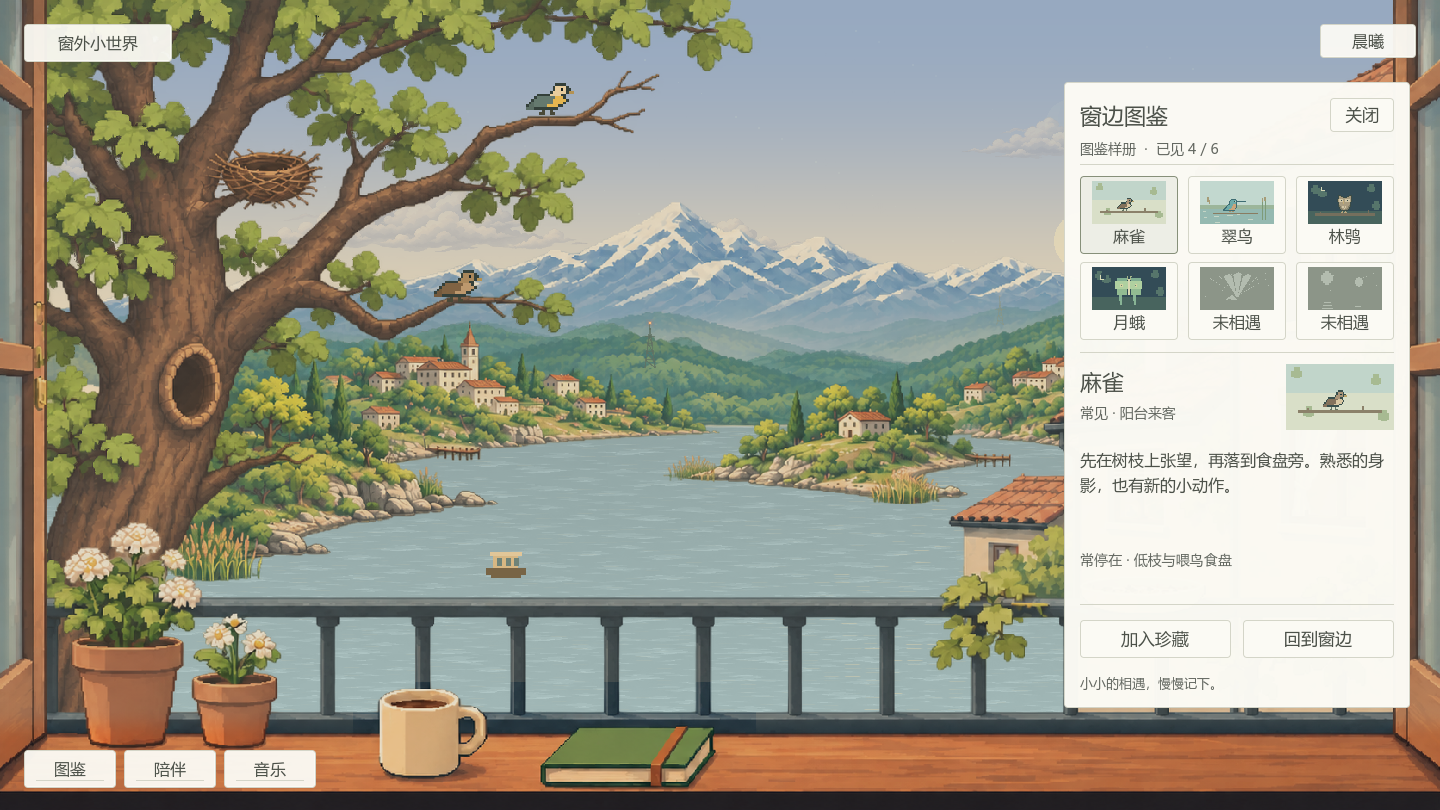 窗外小世界
晨曦
窗边图鉴
关闭
图鉴样册 · 已见 4 / 6
麻雀
翠鸟
林鸮
月蛾
未相遇
未相遇
麻雀
常见 · 阳台来客
先在树枝上张望，再落到食盘旁。熟悉的身
影，也有新的小动作。
常停在 · 低枝与喂鸟食盘
加入珍藏
回到窗边
小小的相遇，慢慢记下。
图鉴
陪伴
音乐